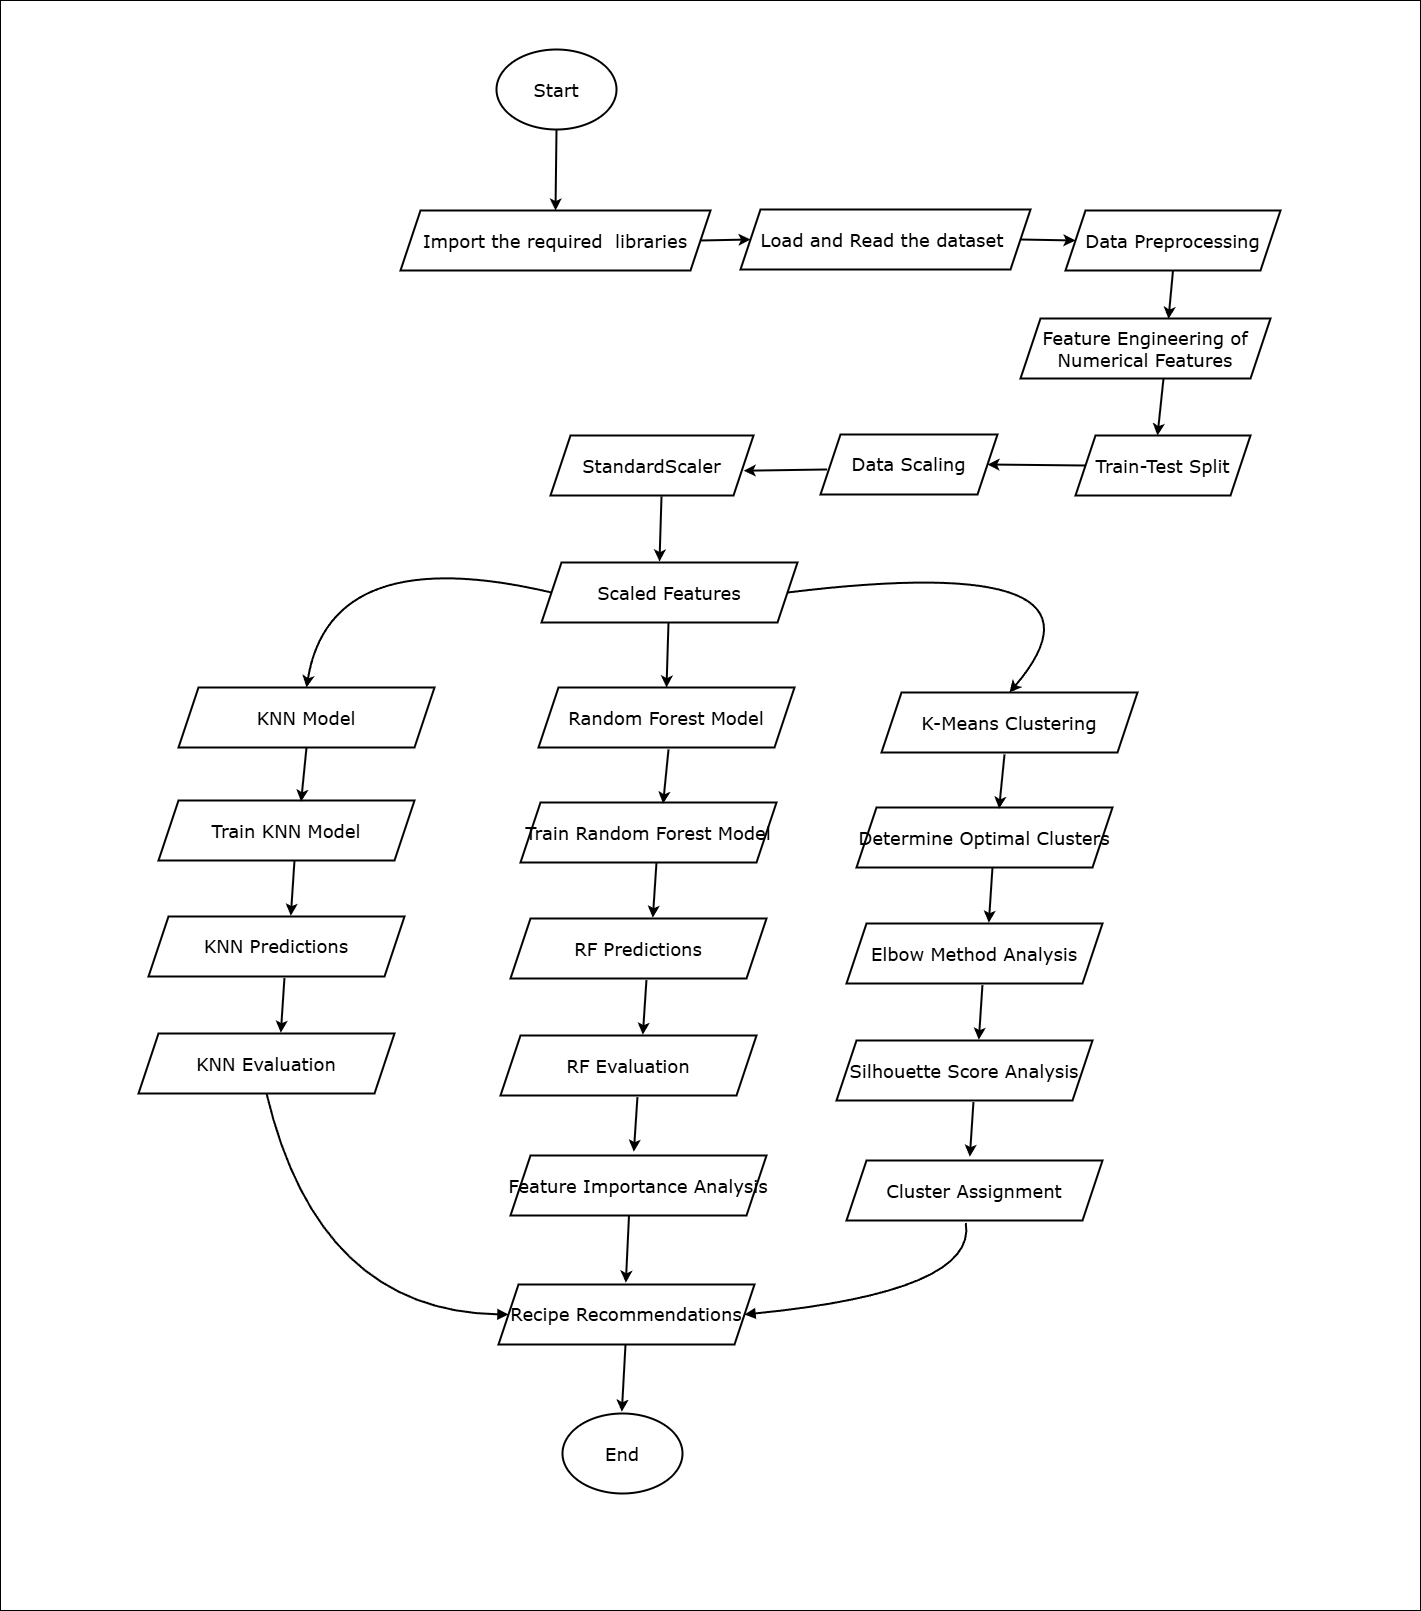 Start
Import the required  libraries
Load and Read the dataset
Data Preprocessing
Feature Engineering of
Numerical Features
StandardScaler
Data Scaling
Train-Test Split
Scaled Features
KNN Model
Random Forest Model
K-Means Clustering
Train KNN Model
Train Random Forest Model
Determine Optimal Clusters
KNN Predictions
RF Predictions
Elbow Method Analysis
KNN Evaluation
RF Evaluation
Silhouette Score Analysis
Feature Importance Analysis
Cluster Assignment
Recipe Recommendations
End